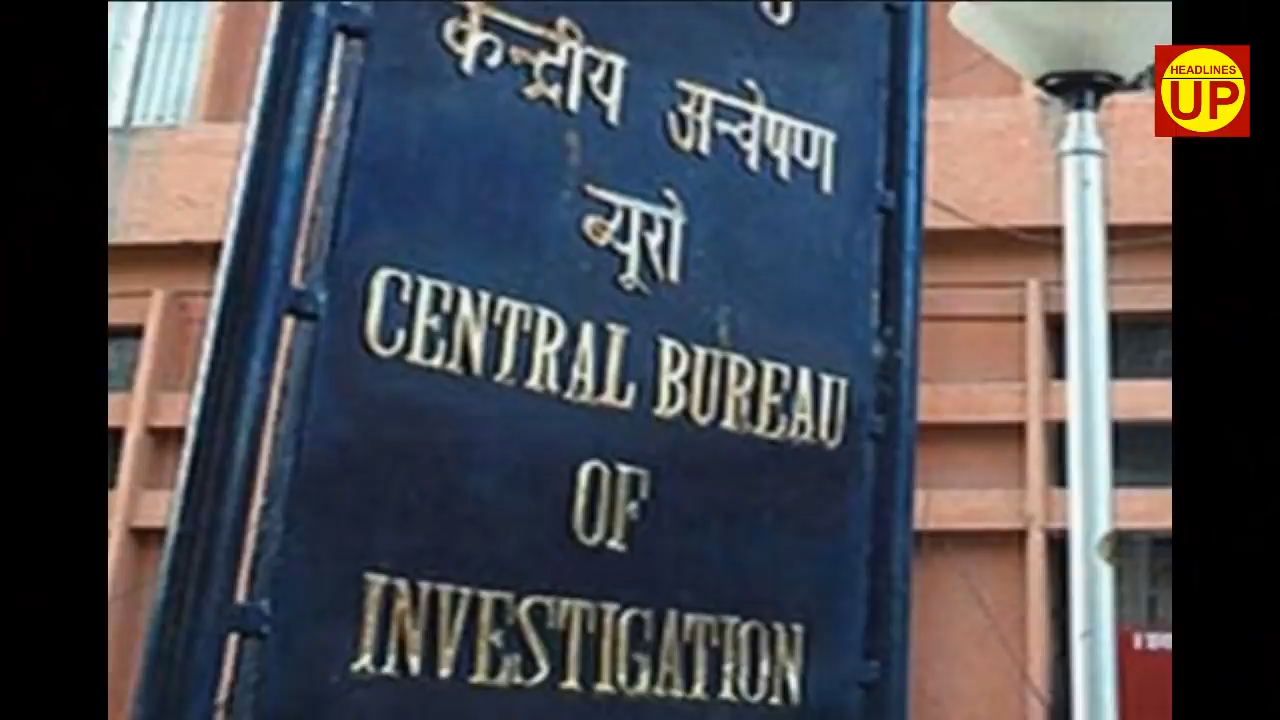 केन्द्रीय अन्वेषण
ब्यूरो
CENTRAL BUREAU
OF
INVESTIGATION
HEADLINES
UP